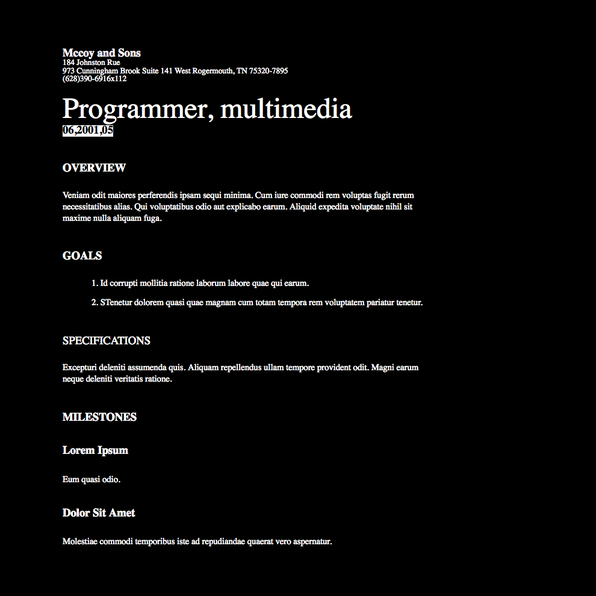 Mccoy and Sons
184 Johnston Rue
973 Cunningham Brook Suite 141 West Rogermouth, TN 75320-7895
(628)390-6916x112
Programmer, multimedia
06,2001,05
OVERVIEW
Veniam odit maiores perferendis ipsam sequi minima. Cum iure commodi rem voluptas fugit rerum
necessitatibus alias. Qui voluptatibus odio aut explicabo earum. Aliquid expedita voluptate nihil sit
maxime nulla aliquam fuga.
GOALS
1. Id corrupti mollitia ratione laborum labore quae qui earum.
2. STenetur dolorem quasi quae magnam cum totam tempora rem voluptatem pariatur tenetur.
SPECIFICATIONS
Excepturi deleniti assumenda quis. Aliquam repellendus ullam tempore provident odit. Magni earum
neque deleniti veritatis ratione.
MILESTONES
Lorem Ipsum
Eum quasi odio.
Dolor Sit Amet
Molestiae commodi temporibus iste ad repudiandae quaerat vero aspernatur.